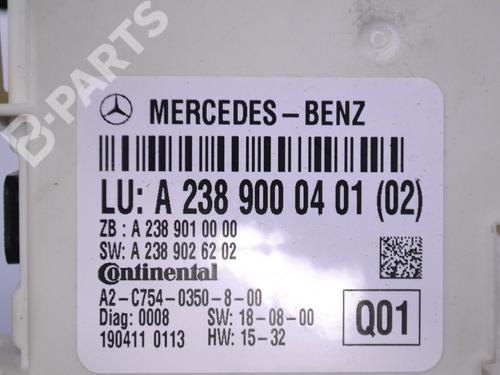 B-PARTS
MERCEDES-BENZ
LU: A 238 900 04 01 (02)
ZB : A 238 901 00 00
SW: A 238 902 62 02
Continental
A2-C754-0350-8-00
Diag: 0008 SW: 18-08-00
190411 0113 HW: 15-32
Q01